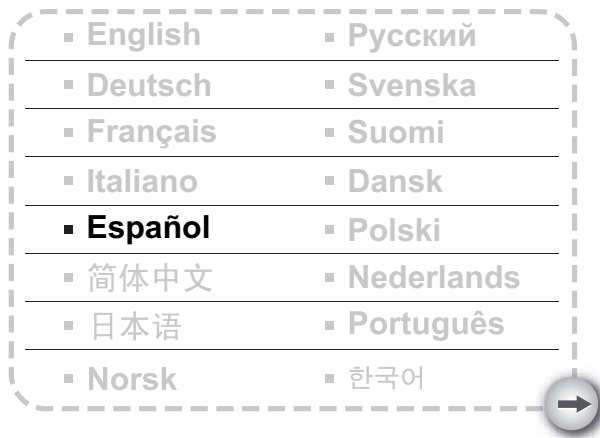 English Русский
Deutsch Svenska
Français Suomi
Italiano Dansk
Español Polski
简体中文 Nederlands
日本语 Português
Norsk 한국어